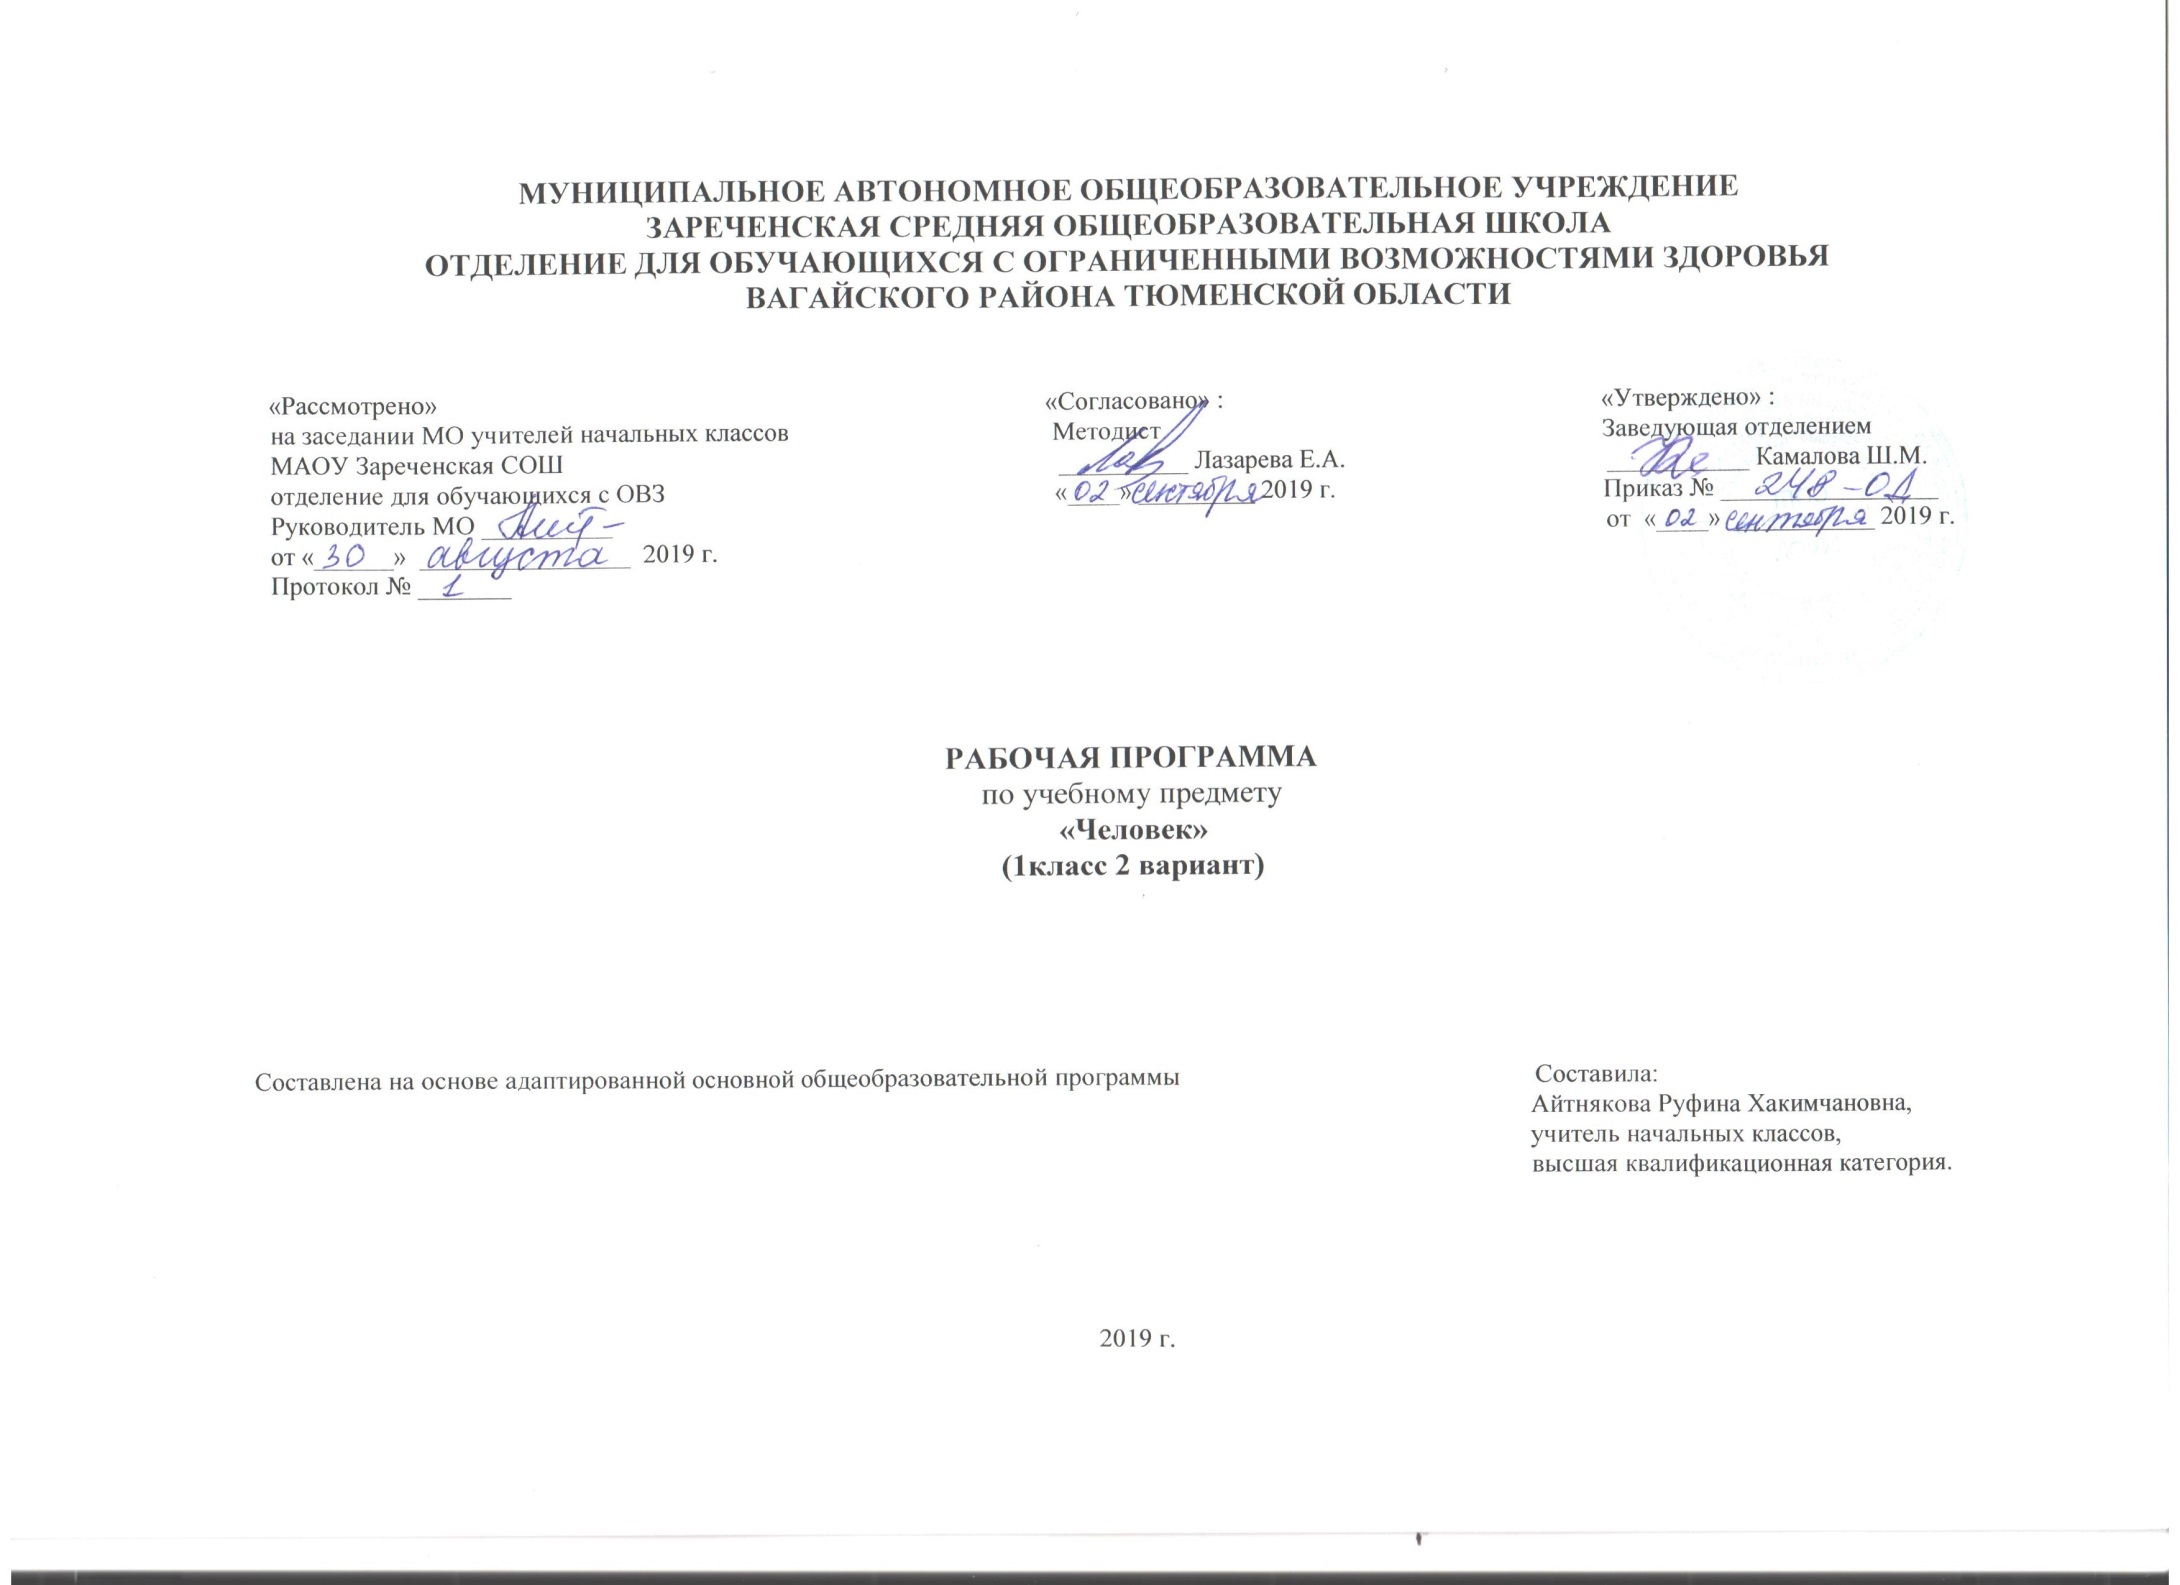 МУНИЦИПАЛЬНОЕ АВТОНОМНОЕ ОБЩЕОБРАЗОВАТЕЛЬНОЕ УЧРЕЖДЕНИЕ
ЗАРЕЧЕНСКАЯ СРЕДНЯЯ ОБЩЕОБРАЗОВАТЕЛЬНАЯ ШКОЛА
ОТДЕЛЕНИЕ ДЛЯ ОБУЧАЮЩИХСЯ С ОГРАНИЧЕННЫМИ ВОЗМОЖНОСТЯМИ ЗДОРОВЬЯ
ВАГАЙСКОГО РАЙОНА ТЮМЕНСКОЙ ОБЛАСТИ
«Рассмотрено»
на заседании МО учителей начальных классов
МАОУ Зареченская СОШ
отделение для обучающихся с ОВЗ
Руководитель МО
от «30» августа 2019 г.
Протокол № 1
«Согласовано» :
Методист
Лазарева Е.А.
«02» сентября 2019 г.
«Утверждено» :
Заведующая отделением
Камалова Ш.М.
Приказ № 248-ОД
от «02» сентября 2019 г.
РАБОЧАЯ ПРОГРАММА
по учебному предмету
«Человек»
(1класс 2 вариант)
Составлена на основе адаптированной основной общеобразовательной программы
Составила:
Айтнякова Руфина Хакимчановна,
учитель начальных классов,
высшая квалификационная категория.
2019 г.